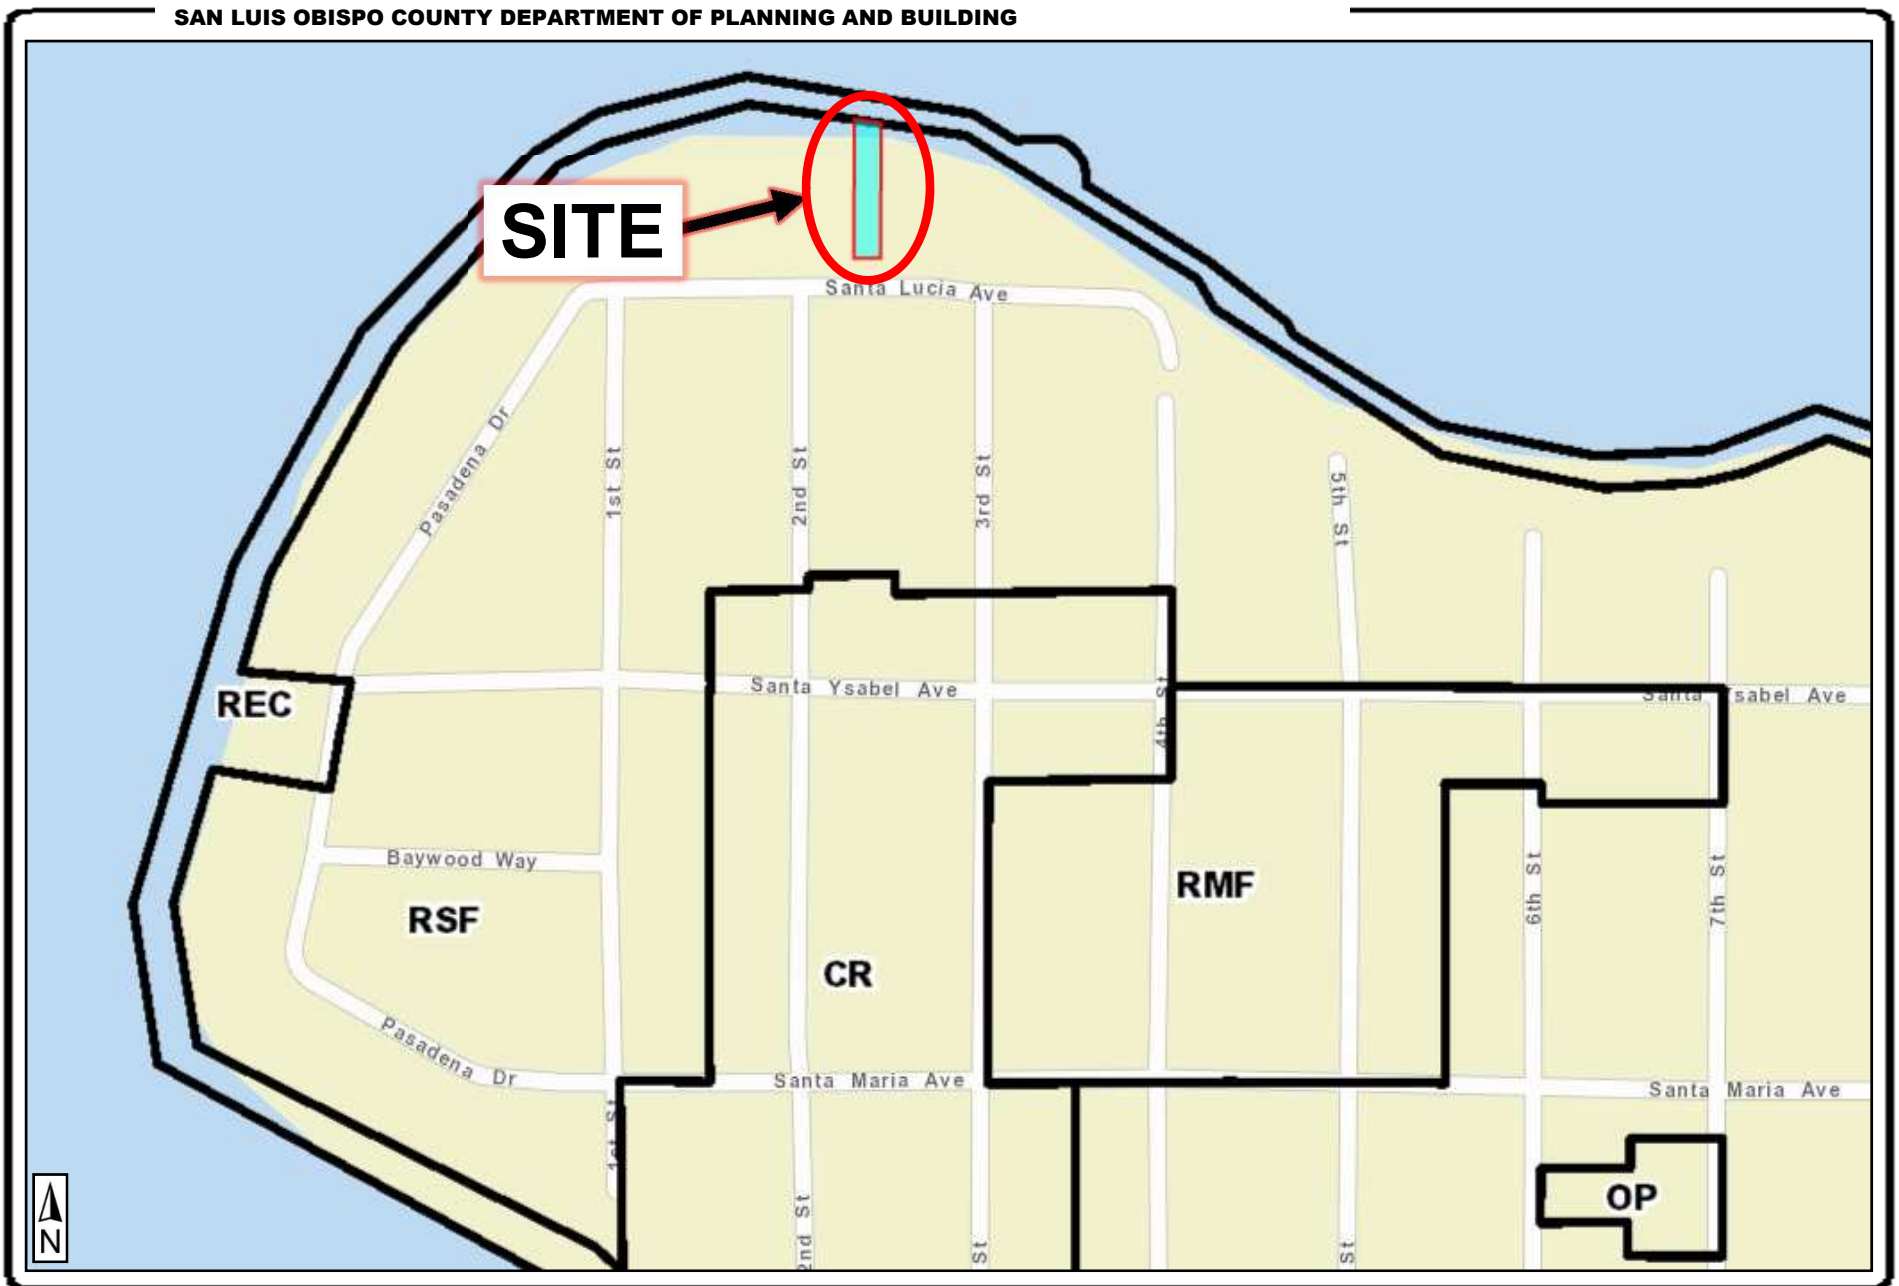 SAN LUIS OBISPO COUNTY DEPARTMENT OF PLANNING AND BUILDING
SITE
Santa Lucia Ave
Pasadena Dr
1st St
2nd St
3rd St
5th St
Santa Ysabel Ave
4th St
Santa Ysabel Ave
REC
Baywood Way
RSF
CR
RMF
6th St
7th St
Pasadena Dr
Santa Maria Ave
Santa Maria Ave
1st St
2nd St
St
St
OP
N